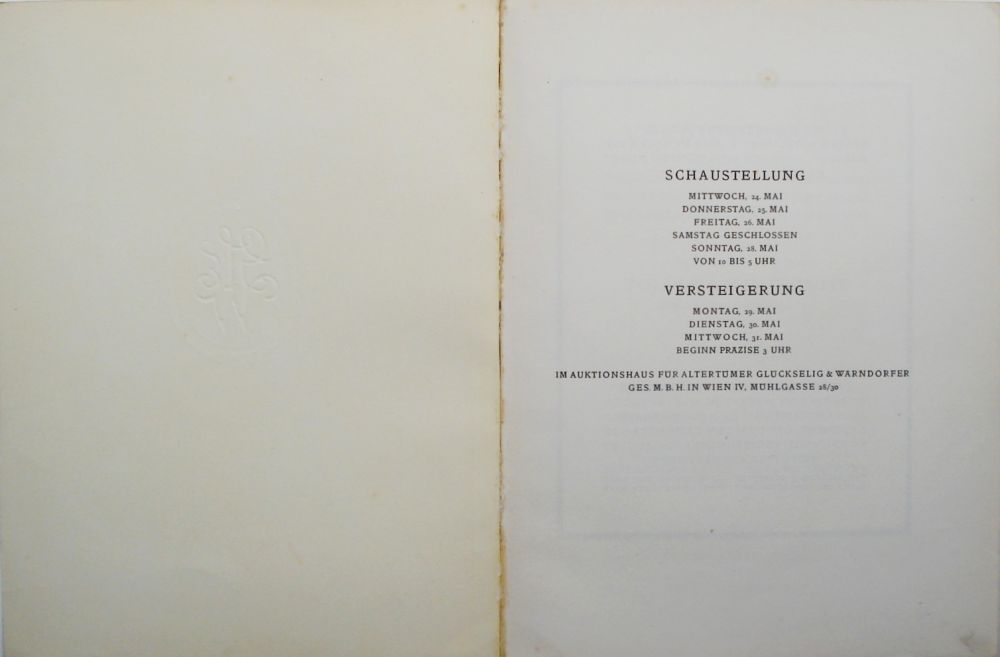 SCHAUSTELLUNG
MITTWOCH, 24. MAI
DONNERSTAG, 25. MAI
FREITAG, 26. MAI
SAMSTAG GESCHLOSSEN
SONNTAG, 28. MAI
VON 10 BIS 5 UHR
VERSTEIGERUNG
MONTAG, 29. MAI
DIENSTAG, 30. MAI
MITTWOCH, 31. MAI
BEGINN PRÄZISE 3 UHR
IM AUKTIONSHAUS FÜR ALTERTÜMER GLÜCKSELIG & WÄRNDORFER
GES. M. B. H. IN WIEN IV, MÜHLGASSE 28/30